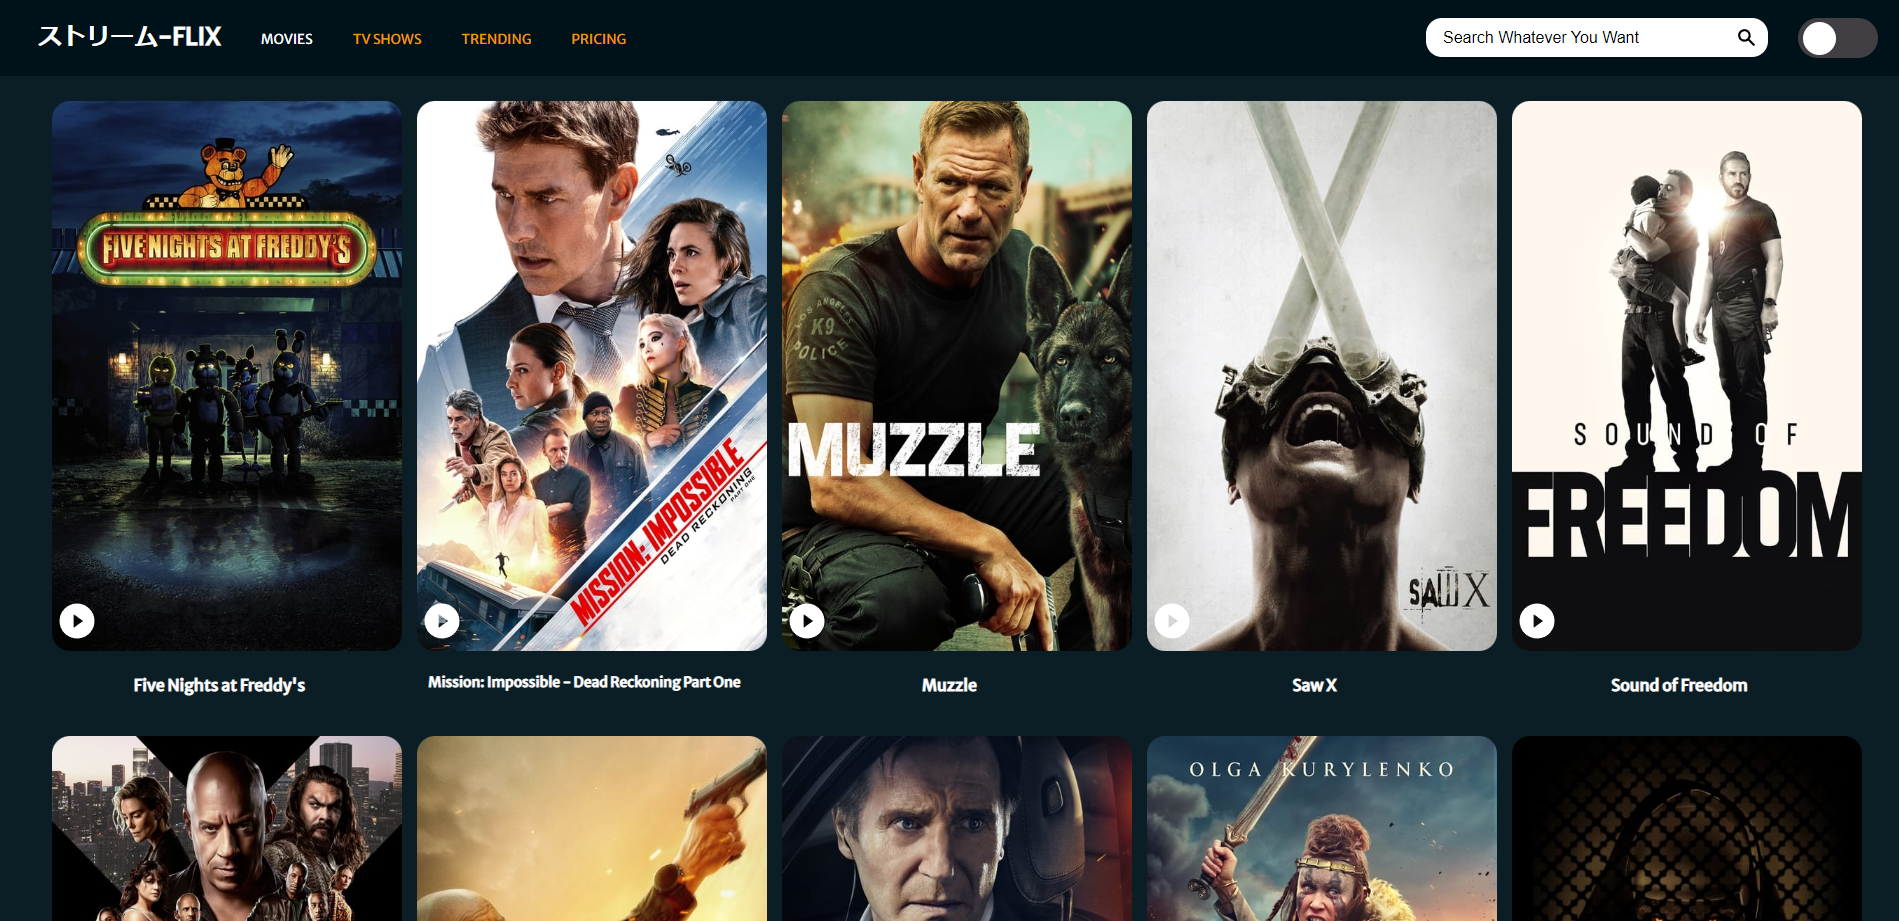 ストリーム-FLIX
MOVIES
TV SHOWS
TRENDING
PRICING
Search Whatever You Want
FIVE NIGHTS AT FREDDY'S
MISSION: IMPOSSIBLE
DEAD RECKONING
PART ONE
LOS ANGELES
K9
POLICE
MUZZLE
SAW X
SOUND OF
FREEDOM
Five Nights at Freddy's
Mission: Impossible - Dead Reckoning Part One
Muzzle
Saw X
Sound of Freedom
OLGA KURYLENKO